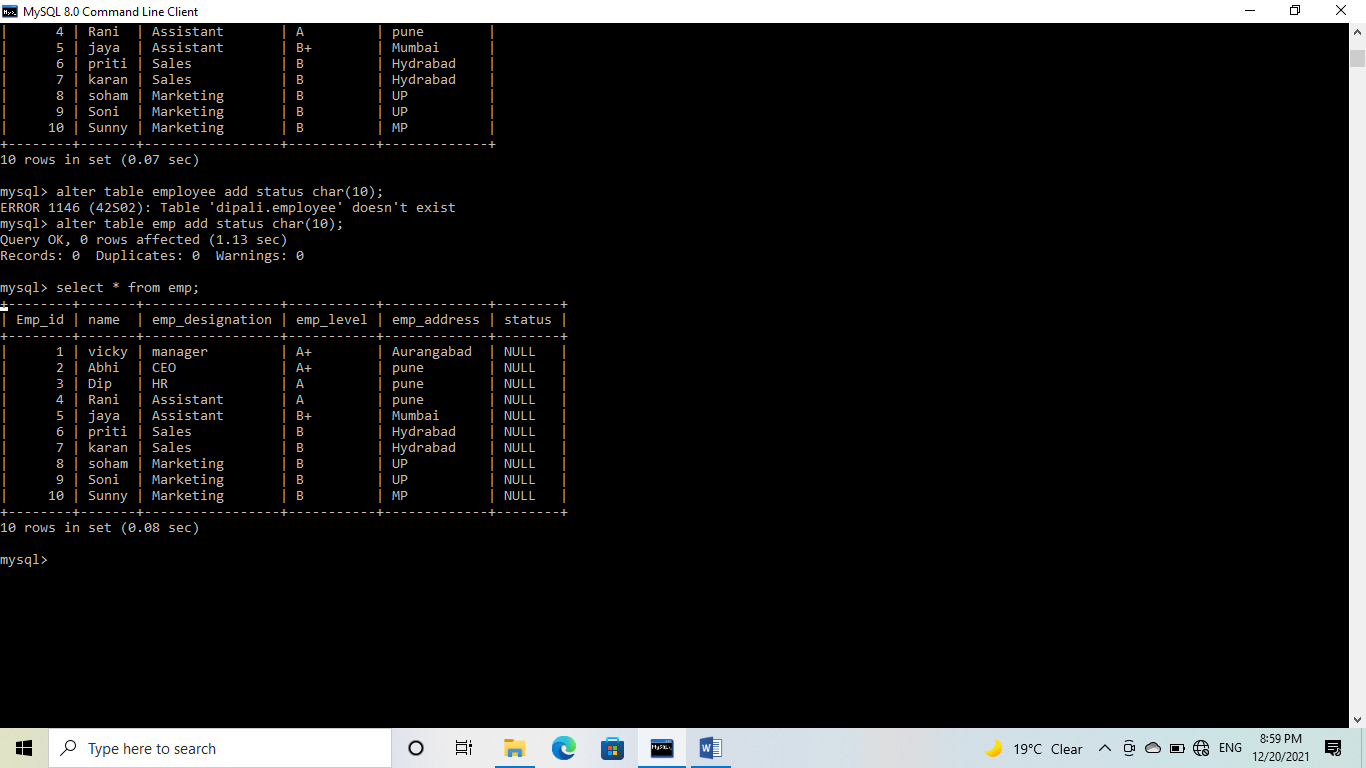 MySQL 8.0 Command Line Client
|      4 | Rani  | Assistant       | A         | pune        |
|      5 | jaya  | Assistant       | B+        | Mumbai      |
|      6 | priti | Sales           | B         | Hydrabad    |
|      7 | karan | Sales           | B         | Hydrabad    |
|      8 | soham | Marketing       | B         | UP          |
|      9 | Soni  | Marketing       | B         | UP          |
|     10 | Sunny | Marketing       | B         | MP          |
+--------+-------+-----------------+-----------+-------------+
10 rows in set (0.07 sec)
mysql> alter table employee add status char(10);
ERROR 1146 (42S02): Table 'dipali.employee' doesn't exist
mysql> alter table emp add status char(10);
Query OK, 0 rows affected (1.13 sec)
Records: 0  Duplicates: 0  Warnings: 0
mysql> select * from emp;
+--------+-------+-----------------+-----------+-------------+--------+
| Emp_id | name  | emp_designation | emp_level | emp_address | status |
+--------+-------+-----------------+-----------+-------------+--------+
|      1 | vicky | manager         | A+        | Aurangabad  | NULL   |
|      2 | Abhi  | CEO             | A+        | pune        | NULL   |
|      3 | Dip   | HR              | A         | pune        | NULL   |
|      4 | Rani  | Assistant       | A         | pune        | NULL   |
|      5 | jaya  | Assistant       | B+        | Mumbai      | NULL   |
|      6 | priti | Sales           | B         | Hydrabad    | NULL   |
|      7 | karan | Sales           | B         | Hydrabad    | NULL   |
|      8 | soham | Marketing       | B         | UP          | NULL   |
|      9 | Soni  | Marketing       | B         | UP          | NULL   |
|     10 | Sunny | Marketing       | B         | MP          | NULL   |
+--------+-------+-----------------+-----------+-------------+--------+
10 rows in set (0.08 sec)
mysql>
Type here to search
19°C Clear
ENG
8:59 PM
12/20/2021